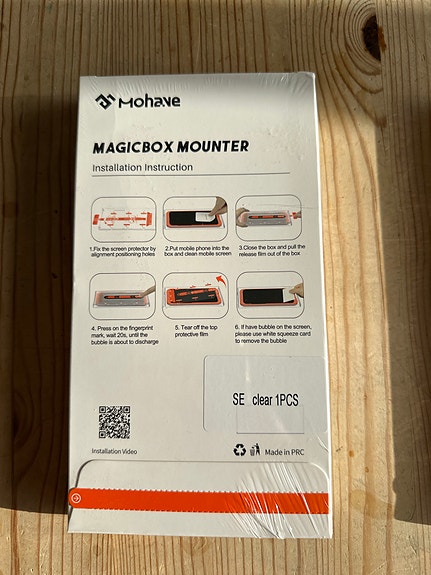 Mohave
MAGICBOX MOUNTER
Installation Instruction
1.Fix the screen protector by
alignment positioning holes
2.Put mobile phone into the
box and clean mobile screen
3.Close the box and pull the
release film out of the box
4. Press on the fingerprint
mark, wait 20s, until the
bubble is about to discharge
5. Tear off the top
protective film
6. If have bubble on the screen,
please use white squeeze card
to remove the bubble
SE clear 1PCS
Installation Video
Made in PRC